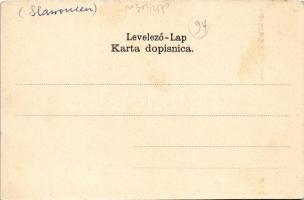 (Slawonien)
94
Levelező-Lap
Karta dopisnica.